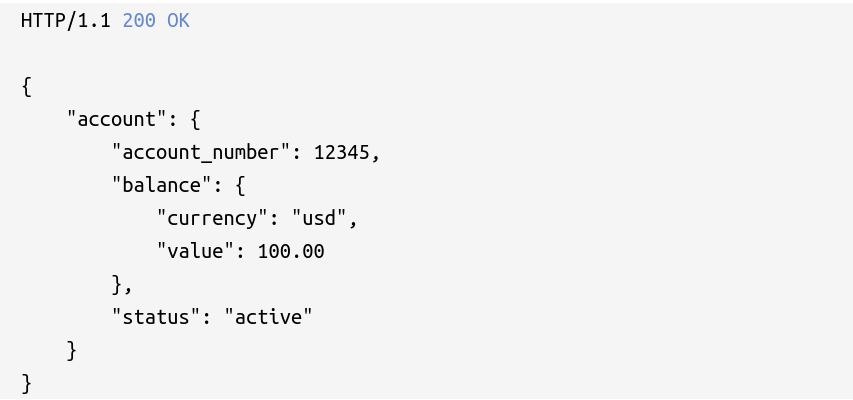 HTTP/1.1 200 OK

{
    "account": {
        "account_number": 12345,
        "balance": {
            "currency": "usd",
            "value": 100.00
        },
        "status": "active"
    }
}